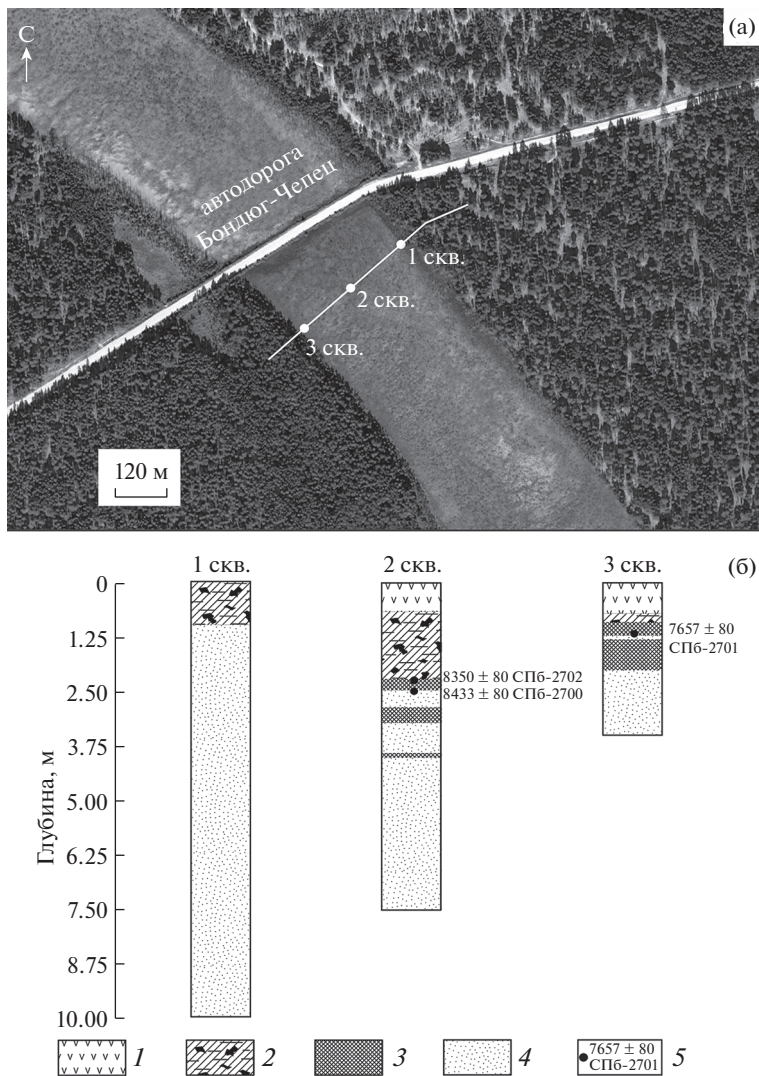 (а)
С
автодорога
Бондюг-Чепец
1 скв.
2 скв.
3 скв.
120 м
1 скв. 2 скв. 3 скв. (б)
0
1.25
2.50
3.75
5.00
6.25
7.50
8.75
10.00
Глубина, м
8350 ± 80 СПб-2702
8433 ± 80 СПб-2700
7657 ± 80
СПб-2701
1 2 3 4 7657 ± 80
СПб-2701 5